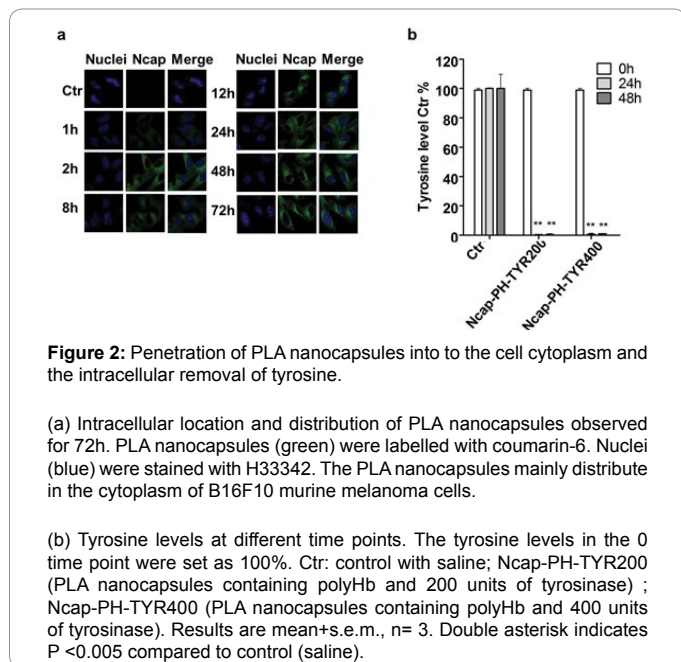 a
Nuclei Ncap Merge
Ctr
1h
2h
8h
Nuclei Ncap Merge
12h
24h
48h
72h
b
Tyrosine level Ctr %
120
100
80
60
40
20
0
0h
24h
48h
** **
** **
Ctr
Ncap-PH-TYR200
Ncap-PH-TYR400
Figure 2: Penetration of PLA nanocapsules into to the cell cytoplasm and
the intracellular removal of tyrosine.
(a) Intracellular location and distribution of PLA nanocapsules observed
for 72h. PLA nanocapsules (green) were labelled with coumarin-6. Nuclei
(blue) were stained with H33342. The PLA nanocapsules mainly distribute
in the cytoplasm of B16F10 murine melanoma cells.
(b) Tyrosine levels at different time points. The tyrosine levels in the 0
time point were set as 100%. Ctr: control with saline; Ncap-PH-TYR200
(PLA nanocapsules containing polyHb and 200 units of tyrosinase) ;
Ncap-PH-TYR400 (PLA nanocapsules containing polyHb and 400 units
of tyrosinase). Results are mean+s.e.m., n= 3. Double asterisk indicates
P <0.005 compared to control (saline).